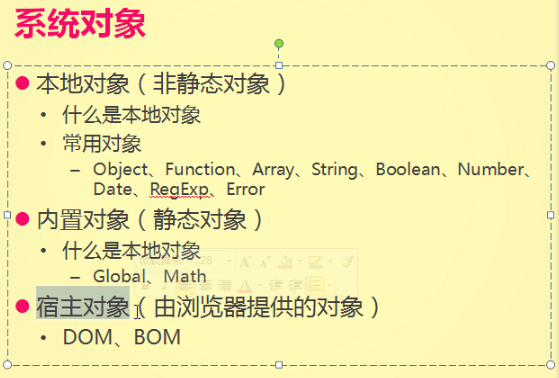 系统对象
本地对象（非静态对象）
什么是本地对象
常用对象
Object、Function、Array、String、Boolean、Number、
Date、RegExp、Error
内置对象（静态对象）
什么是本地对象
Global、Math
宿主对象（由浏览器提供的对象）
DOM、BOM